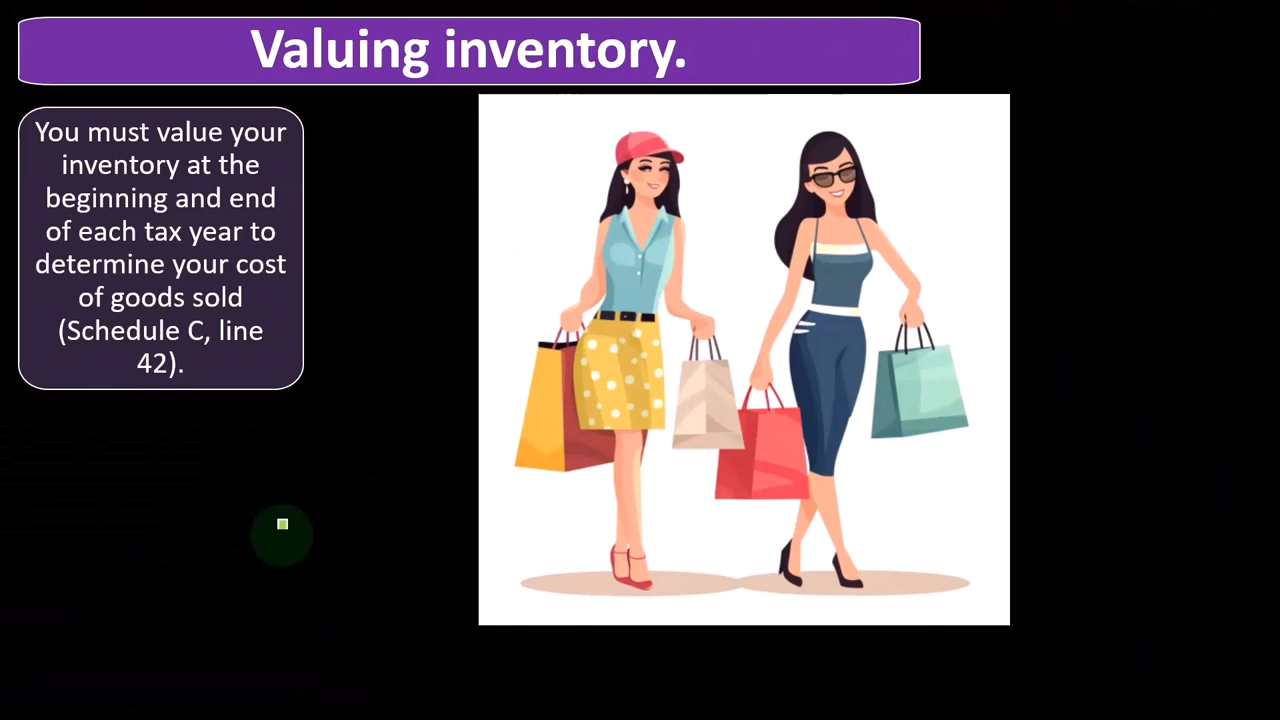 Valuing inventory.
You must value your
inventory at the
beginning and end
of each tax year to
determine your cost
of goods sold
(Schedule C, line
42).